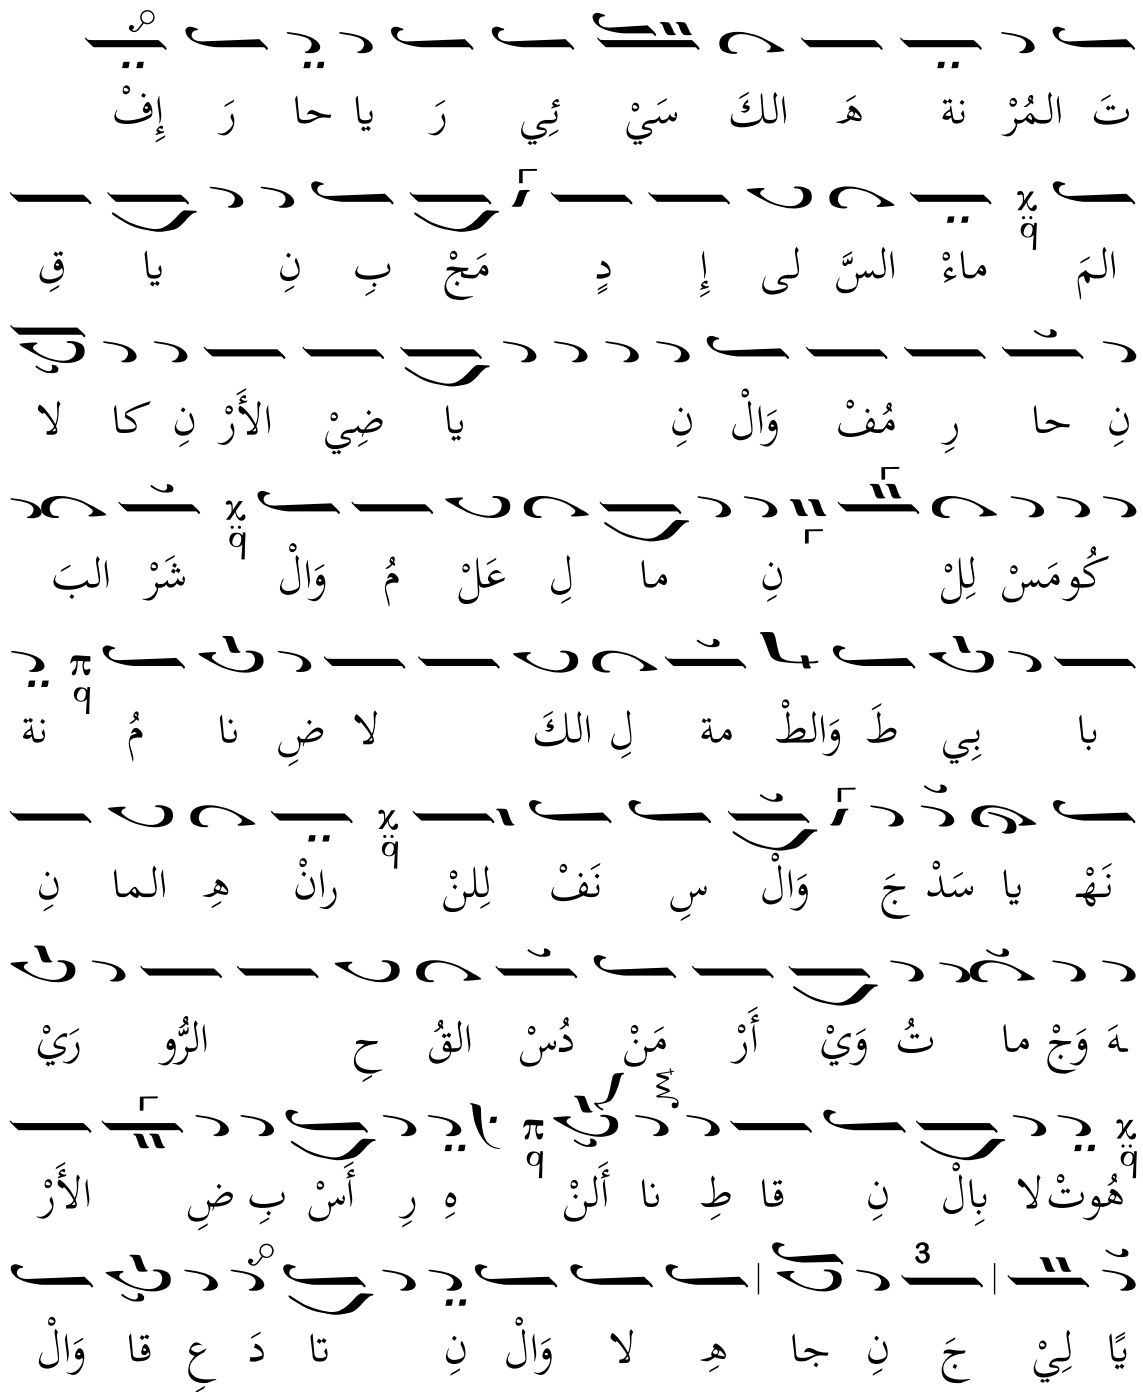 إِفْ رَ حا يا رَ ئِي سَيْ الكَ هَ نة المُرْ تَ
قِ يا نِ بِ مَجْ دٍ إِ لى السَّ ماءْ المَ
لا كا نِ الأَرْ ضِيْ يا نِ وَالْ مُفْ رِ حا نِ
البَ شَرْ وَالْ مُ عَلْ لِ ما نِ لِلْ مَسْ كُو
نة مُ نا ضِ لا الكَ لِ مة وَالطْ طَ بِي با
نِ الما هِ رانْ لِلنْ نَفْ سِ وَالْ جَ سَدْ يا نَهْ
رَيْ الرُّو حِ القُ دُسْ مَنْ أَرْ وَيْ تُ ما وَجْ هَ
الأَرْ ضِ بِ أَسْ رِ هِ أَلنْ نا طِ قا نِ بِالْ لا هُوتْ
وَالْ قا عِ دَ تا نِ وَالْ لا هِ جا نِ جَ لِيْ يًّا